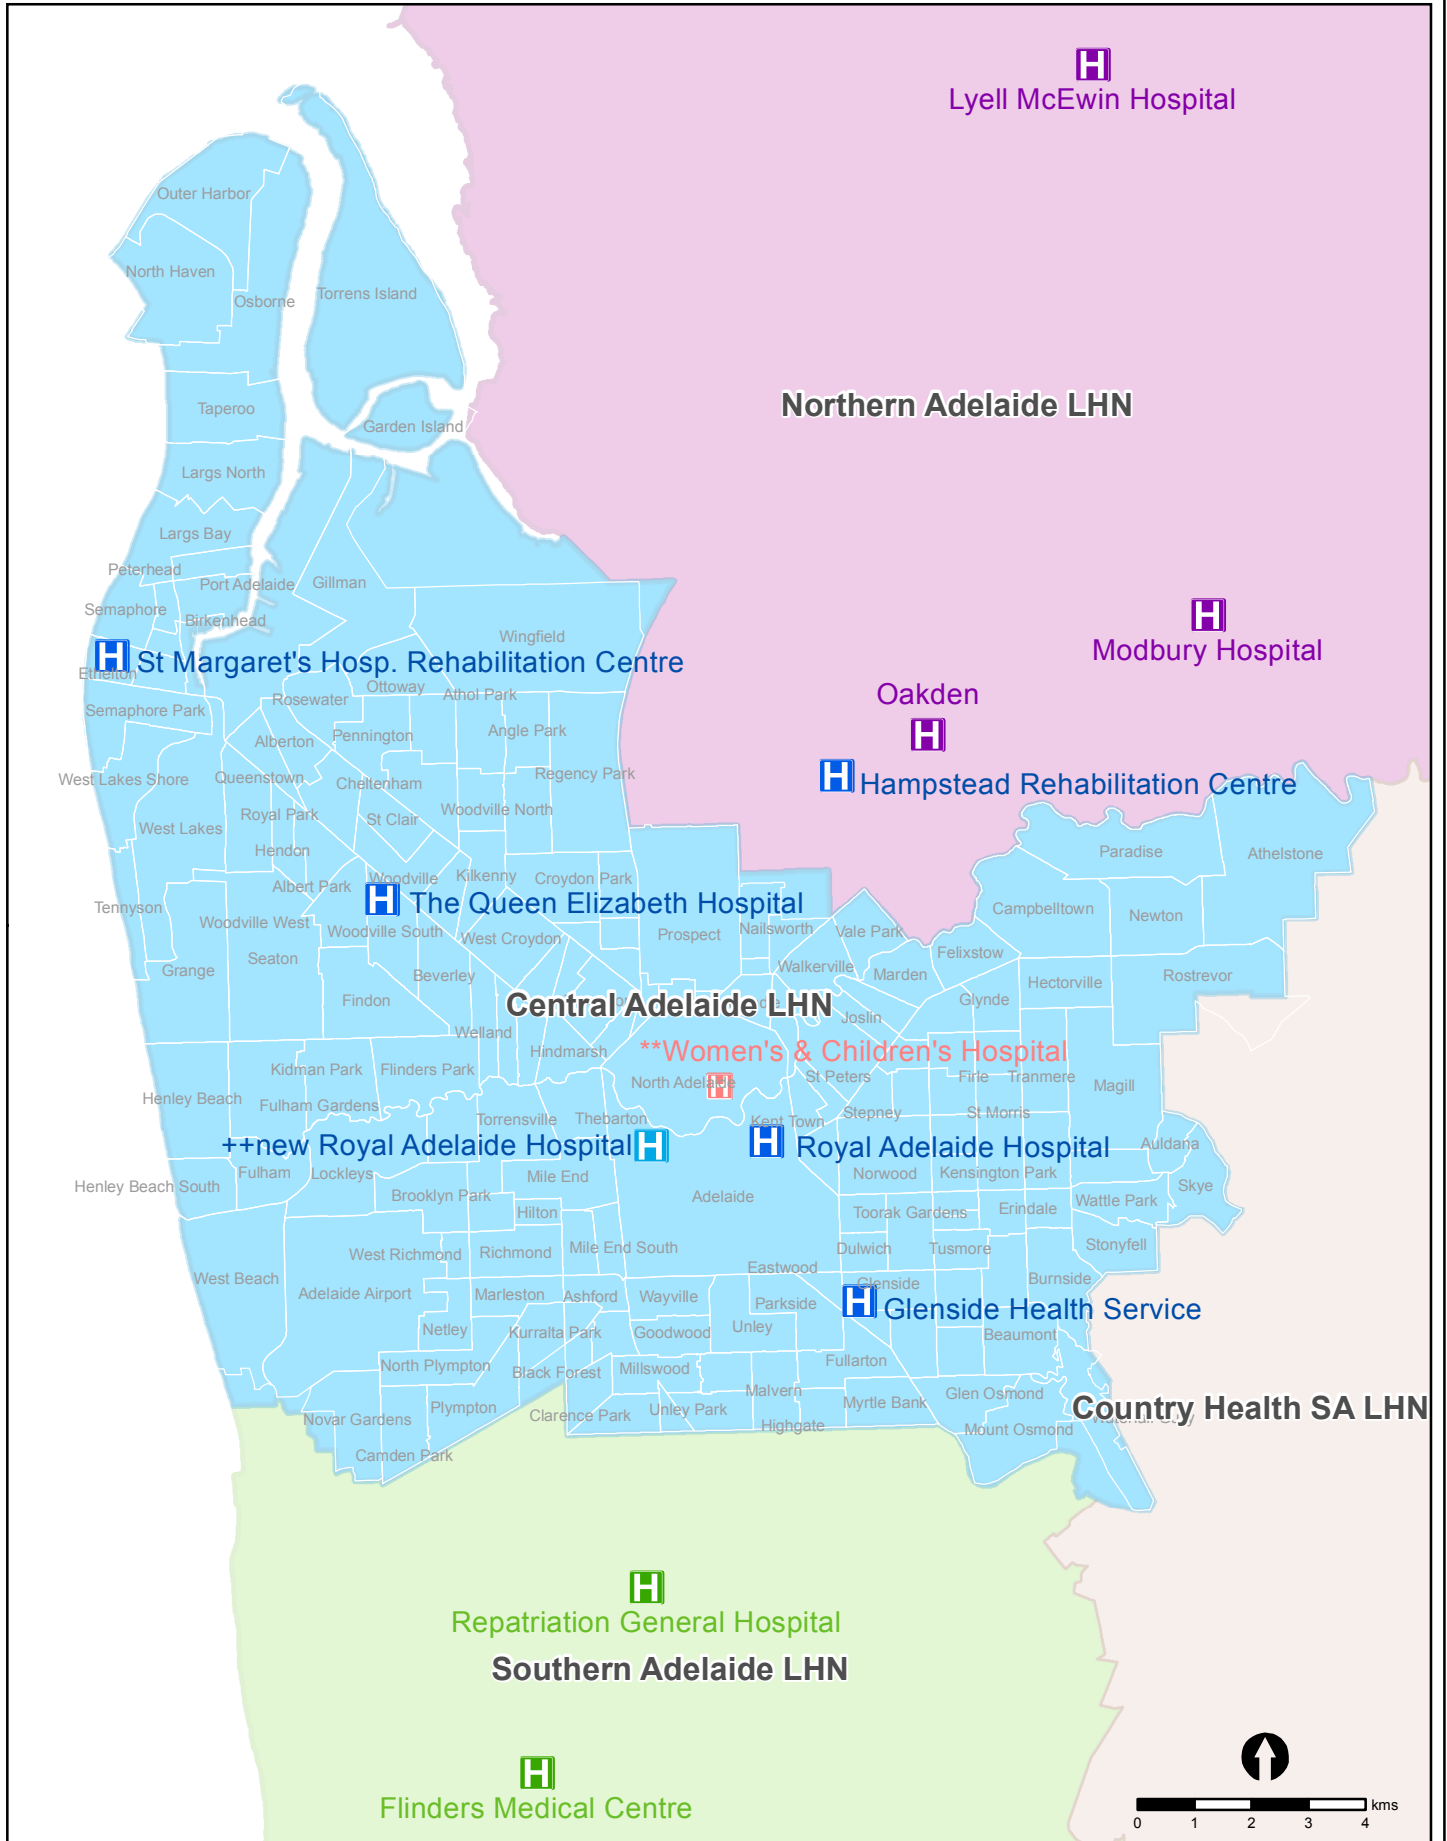 H
Lyell McEwin Hospital
Outer Harbor
North Haven
Osborne
Torrens Island
Northern Adelaide LHN
Taperoo
Garden Island
Largs North
Largs Bay
Peterhead
Port Adelaide
Gillman
Semaphore
Birkenhead
H
Wingfield
Modbury Hospital
H
St Margaret's Hosp. Rehabilitation Centre
Ethelton
Ottoway
Athol Park
Oakden
Rosewater
Semaphore Park
H
Angle Park
Pennington
Alberton
West Lakes Shore
Queenstown
Cheltenham
Regency Park
H
Hampstead Rehabilitation Centre
Royal Park
St Clair
Woodville North
West Lakes
Hendon
Paradise
Athelstone
Albert Park
Woodville
Kilkenny
Croydon Park
H
The Queen Elizabeth Hospital
Tennyson
Woodville West
Woodville South
West Croydon
Prospect
Nailsworth
Vale Park
Campbelltown
Newton
Grange
Seaton
Beverley
Walkerville
Marden
Felixstow
Hectorville
Rostrevor
Findon
Central Adelaide LHN
Glynde
Joslin
Welland
Hindmarsh
**Women's & Children's Hospital
Kidman Park
Flinders Park
North Adelaide
H
St Peters
Firle
Tranmere
Magill
Henley Beach
Fulham Gardens
Torrensville
Thebarton
Kent Town
Stepney
St Morris
++new Royal Adelaide Hospital
H
H
Royal Adelaide Hospital
Auldana
Henley Beach South
Fulham
Lockleys
Mile End
Norwood
Kensington Park
Skye
Brooklyn Park
Adelaide
Wattle Park
Hilton
Toorak Gardens
Erindale
West Richmond
Richmond
Mile End South
Dulwich
Tusmore
Stonyfell
West Beach
Eastwood
Adelaide Airport
Glenside
Burnside
Marleston
Ashford
Wayville
Parkside
H
Glenside Health Service
Netley
Kurralta Park
Goodwood
Unley
Beaumont
North Plympton
Black Forest
Millswood
Fullarton
Malvern
Glen Osmond
Novar Gardens
Plympton
Clarence Park
Unley Park
Highgate
Myrtle Bank
Country Health SA LHN
Mount Osmond
Camden Park
H
Repatriation General Hospital
Southern Adelaide LHN
H
Flinders Medical Centre
kms
0 1 2 3 4